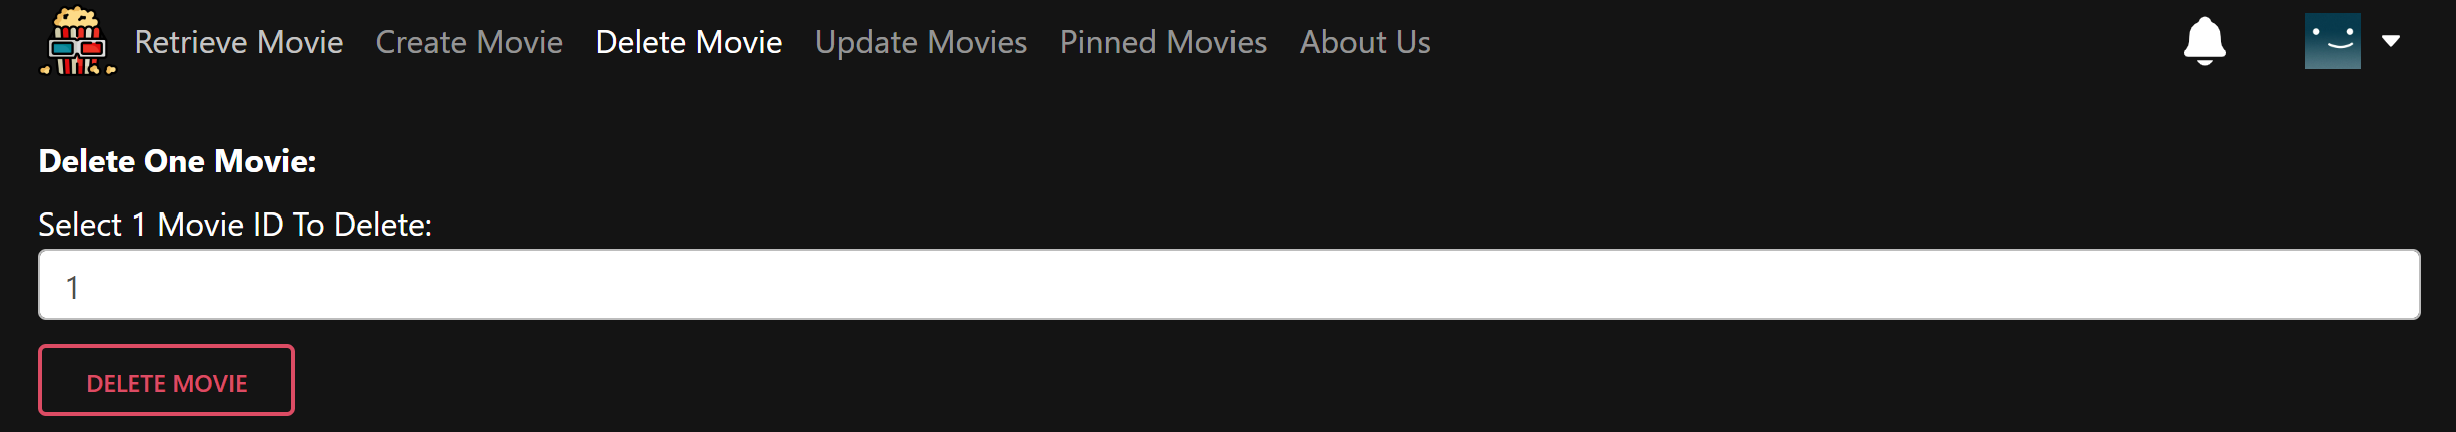 Retrieve Movie Create Movie Delete Movie Update Movies Pinned Movies About Us
Delete One Movie:
Select 1 Movie ID To Delete:
1
DELETE MOVIE